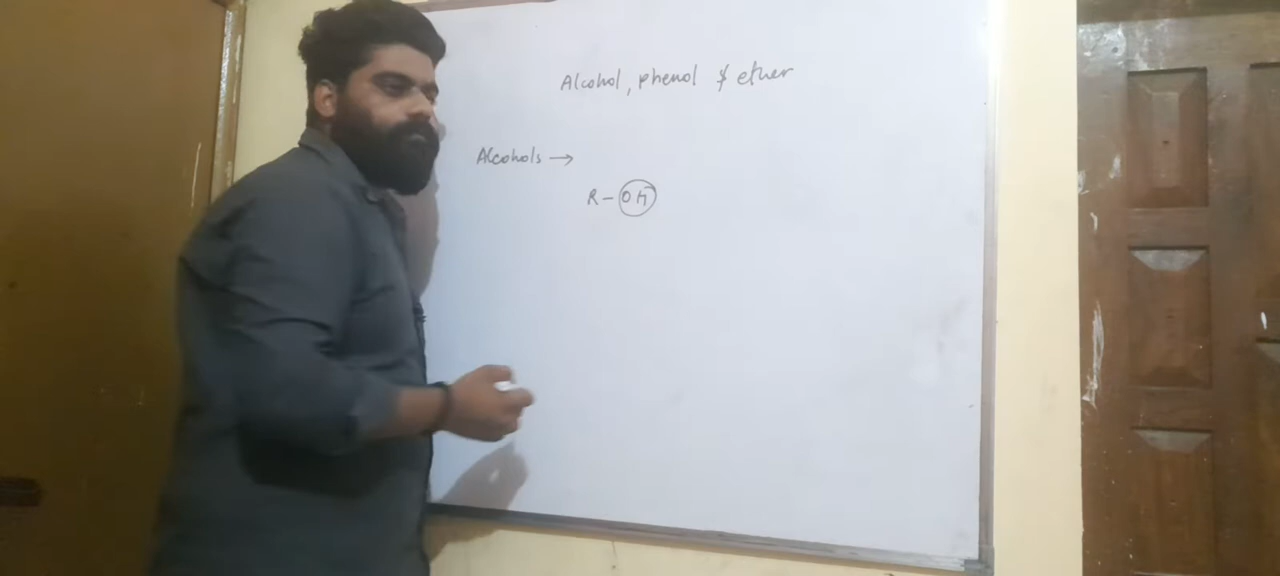 Alcohol, phenol & ether
Alcohols →
R-OH